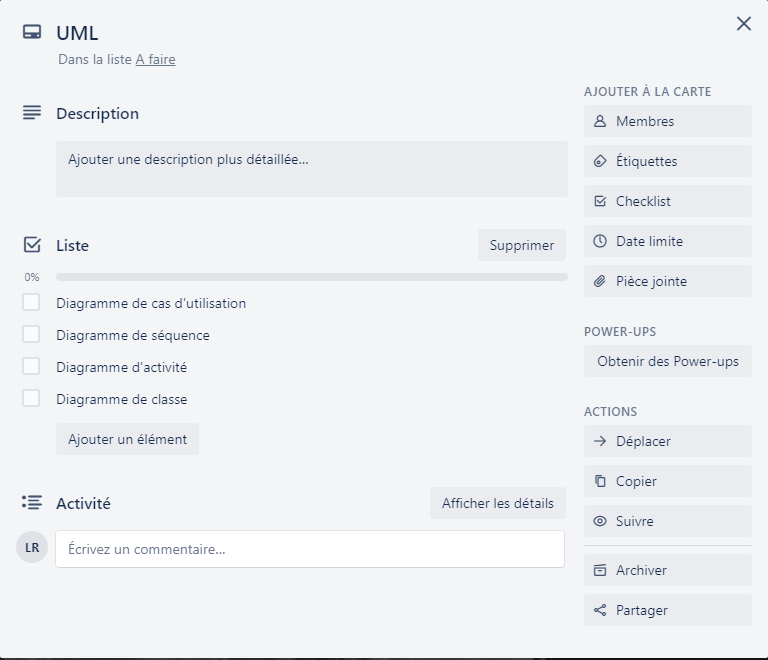 UML
Dans la liste A faire
Description
Ajouter une description plus détaillée...
Liste
Supprimer
0%
Diagramme de cas d'utilisation
Diagramme de séquence
Diagramme d'activité
Diagramme de classe
Ajouter un élément
Activité
Afficher les détails
LR
Écrivez un commentaire...
AJOUTER À LA CARTE
Membres
Étiquettes
Checklist
Date limite
Pièce jointe
POWER-UPS
Obtenir des Power-ups
ACTIONS
Déplacer
Copier
Suivre
Archiver
Partager